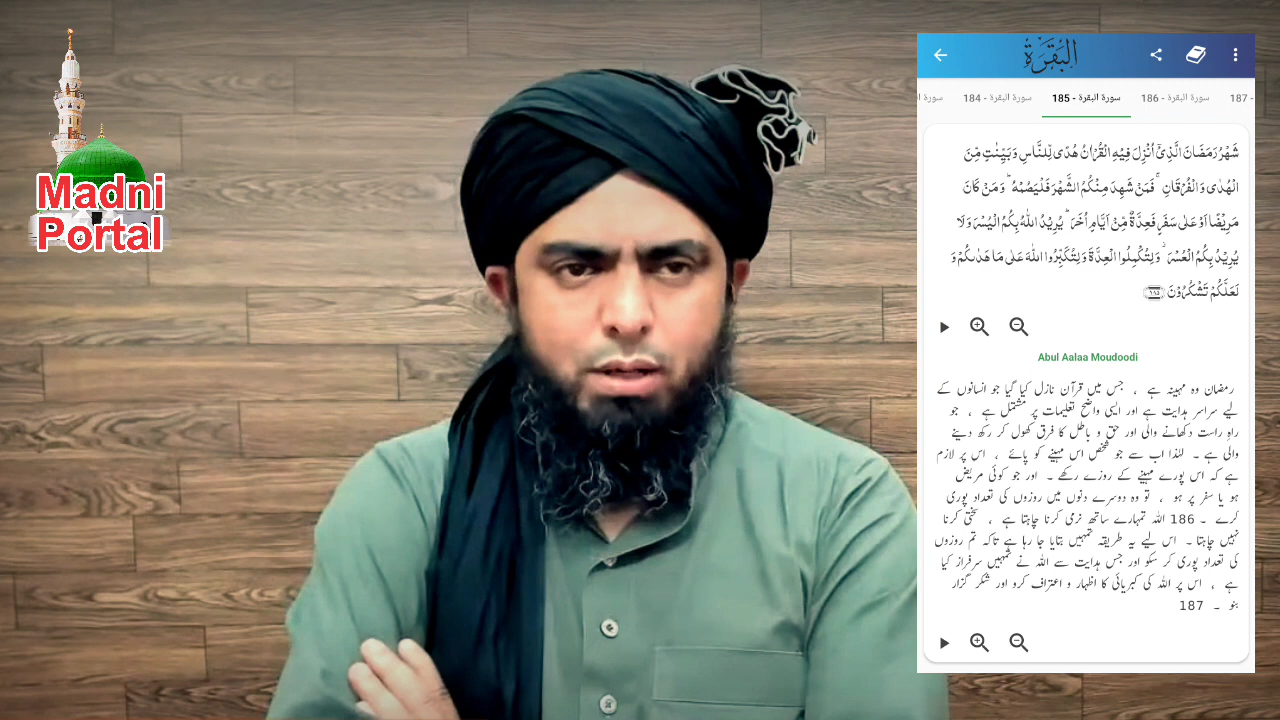 Madni
Portal
البَقَرَة
سورة البقرة - 184
سورة البقرة - 185
سورة البقرة - 186
187 -
شَهْرُ رَمَضَانَ الَّذِیْۤ اُنْزِلَ فِیْهِ الْقُرْاٰنُ هُدًی لِّلنَّاسِ وَ بَیِّنٰتٍ مِّنَ
الْهُدٰی وَ الْفُرْقَانِ ۚ فَمَنْ شَهِدَ مِنْكُمُ الشَّهْرَ فَلْیَصُمْهُ ؕ وَ مَنْ كَانَ
مَرِیْضًا اَوْ عَلٰی سَفَرٍ فَعِدَّةٌ مِّنْ اَیَّامٍ اُخَرَ ؕ یُرِیْدُ اللّٰهُ بِكُمُ الْیُسْرَ وَ لَا
یُرِیْدُ بِكُمُ الْعُسْرَ ۫ وَ لِتُكْمِلُوا الْعِدَّةَ وَ لِتُكَبِّرُوا اللّٰهَ عَلٰی مَا هَدٰىكُمْ وَ
لَعَلَّكُمْ تَشْكُرُوْنَ ﴿۱۸۵﴾
Abul Aalaa Moudoodi
رمضان وہ مہینہ ہے ، جس میں قرآن نازل کیا گیا جو انسانوں کے
لیے سراسر ہدایت ہے اور ایسی واضح تعلیمات پر مشتمل ہے ، جو
راہِ راست دکھانے والی اور حق و باطل کا فرق کھول کر رکھ دینے
والی ہے ۔ لہٰذا اب سے جو شخص اس مہینے کو پائے ، اس پر لازم
ہے کہ اس پورے مہینے کے روزے رکھے ۔ اور جو کوئی مریض
ہو یا سفر پر ہو ، تو وہ دوسرے دنوں میں روزوں کی تعداد پوری
کرے ۔ 186 اللہ تمہارے ساتھ نرمی کرنا چاہتا ہے ، سختی کرنا
نہیں چاہتا ۔ اس لیے یہ طریقہ تمہیں بتایا جا رہا ہے تاکہ تم روزوں
کی تعداد پوری کر سکو اور جس ہدایت سے اللہ نے تمہیں سرفراز کیا
ہے ، اس پر اللہ کی کبریائی کا اظہار و اعتراف کرو اور شکر گزار
بنو ۔ 187